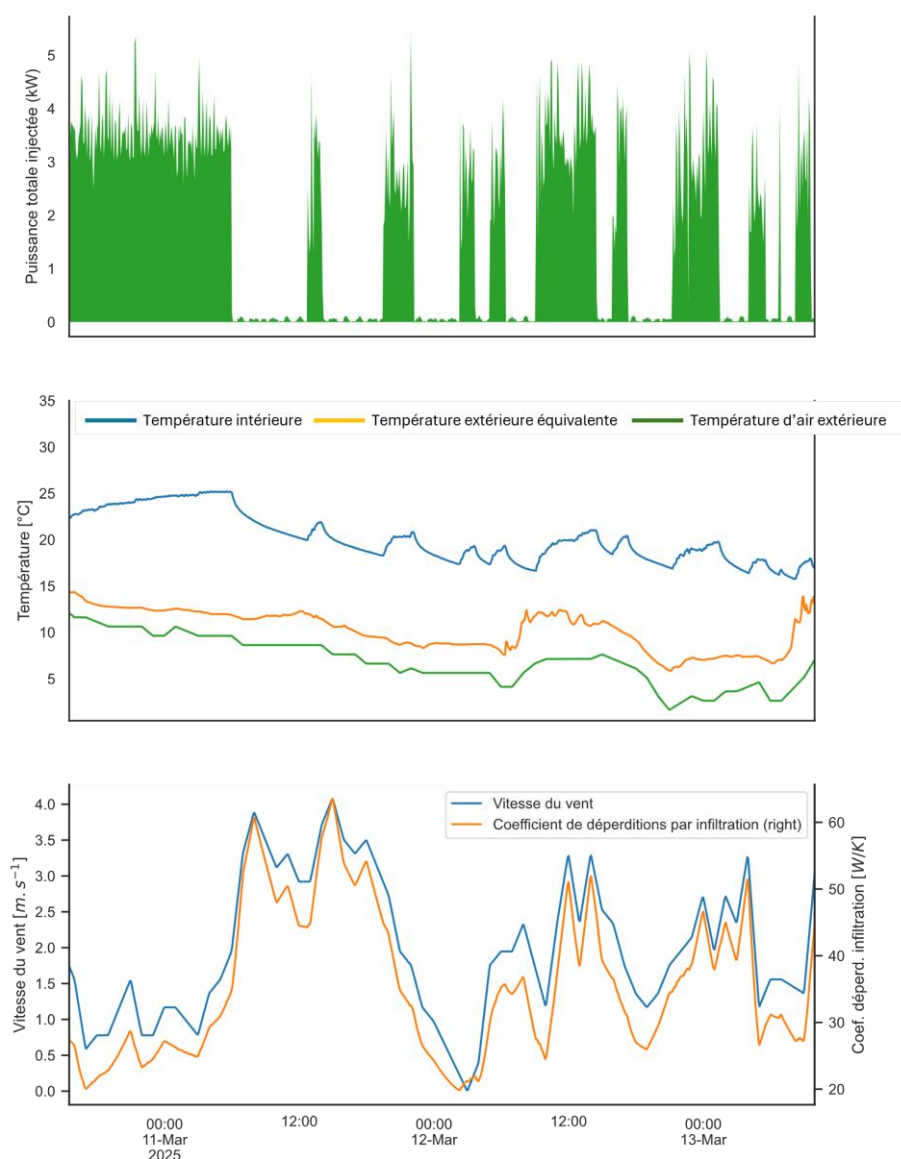 Puissance totale injectée (kW)
5
4
3
2
1
0
Température [°C]
35
30
25
20
15
10
5
Température intérieure
Température extérieure équivalente
Température d'air extérieure
Vitesse du vent [m. s⁻¹]
4.0
3.5
3.0
2.5
2.0
1.5
1.0
0.5
0.0
Vitesse du vent
Coefficient de déperditions par infiltration (right)
60
50
40
30
20
Coef. déperd. infiltration [W/K]
00:00
11-Mar
2025
12:00
00:00
12-Mar
12:00
00:00
13-Mar